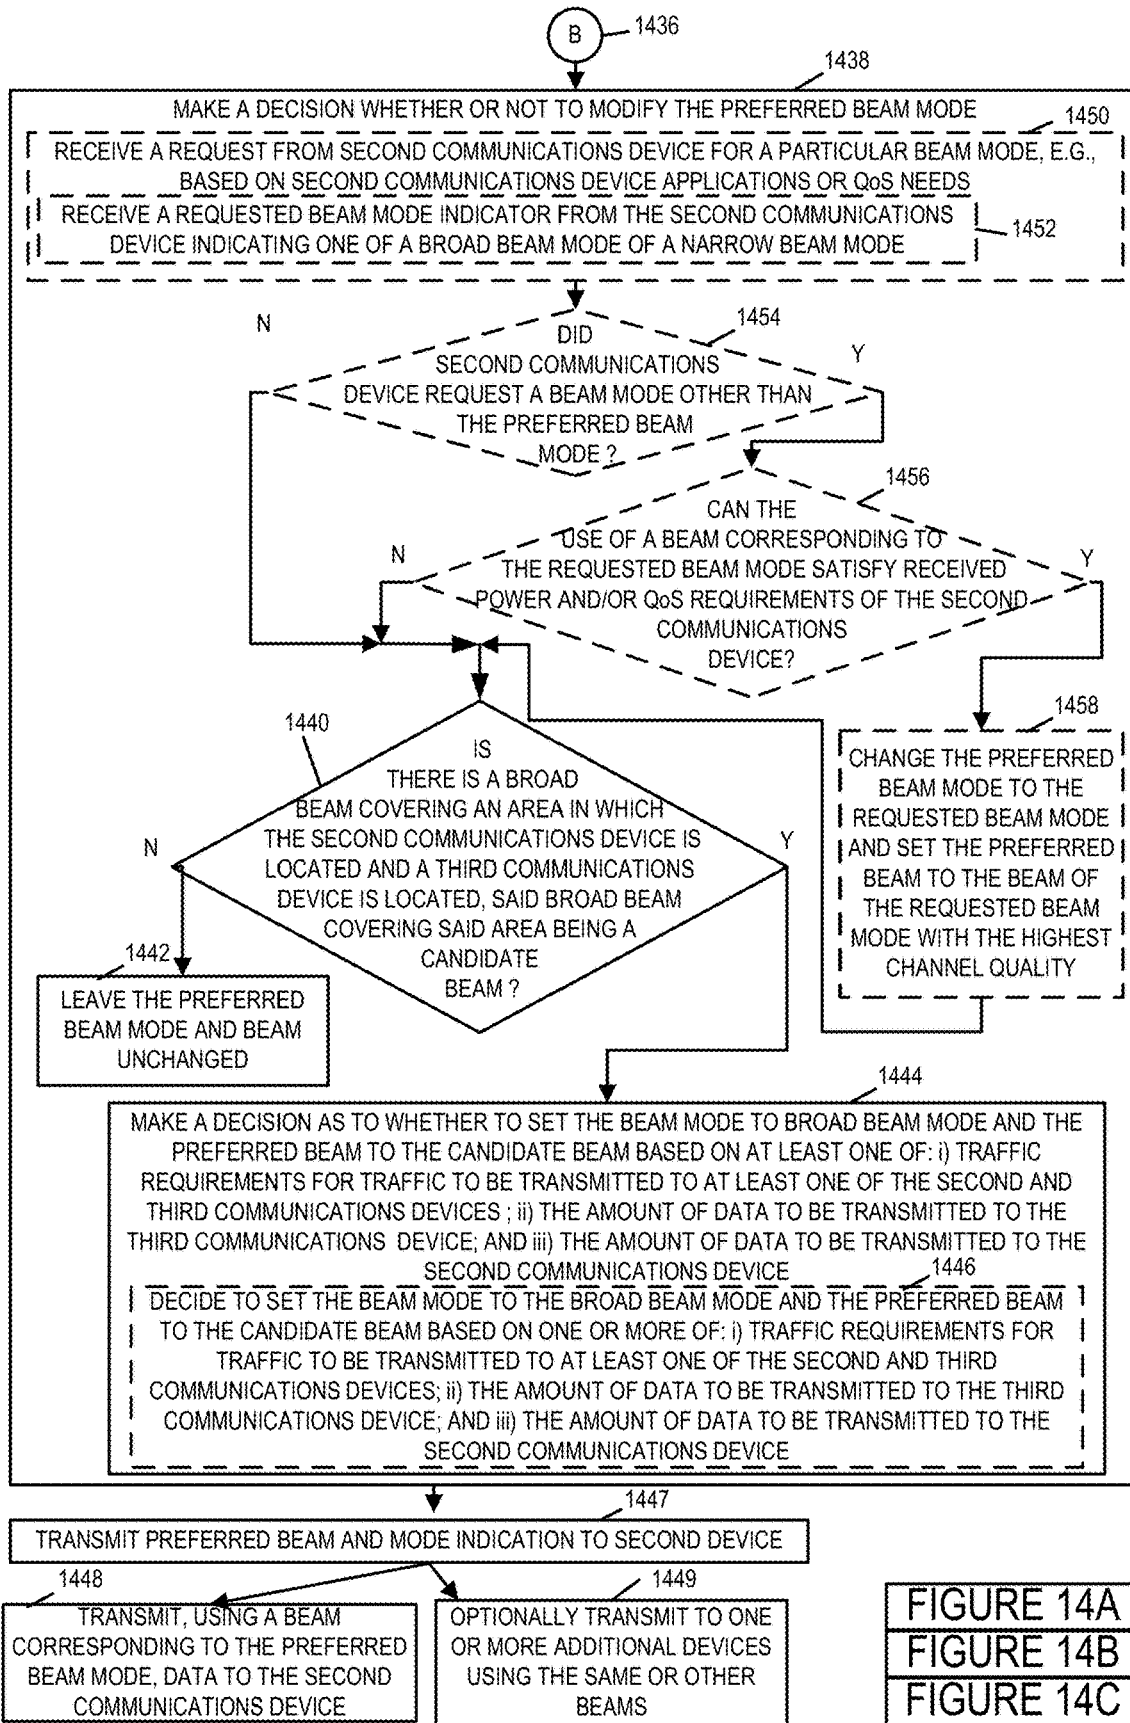 B
1436
1438
MAKE A DECISION WHETHER OR NOT TO MODIFY THE PREFERRED BEAM MODE
1450
RECEIVE A REQUEST FROM SECOND COMMUNICATIONS DEVICE FOR A PARTICULAR BEAM MODE, E.G.,
BASED ON SECOND COMMUNICATIONS DEVICE APPLICATIONS OR QoS NEEDS
RECEIVE A REQUESTED BEAM MODE INDICATOR FROM THE SECOND COMMUNICATIONS
DEVICE INDICATING ONE OF A BROAD BEAM MODE OF A NARROW BEAM MODE
1452
N
1454
Y
DID
SECOND COMMUNICATIONS
DEVICE REQUEST A BEAM MODE OTHER THAN
THE PREFERRED BEAM
MODE ?
1456
N
Y
CAN THE
USE OF A BEAM CORRESPONDING TO
THE REQUESTED BEAM MODE SATISFY RECEIVED
POWER AND/OR QoS REQUIREMENTS OF THE SECOND
COMMUNICATIONS
DEVICE?
1458
CHANGE THE PREFERRED
BEAM MODE TO THE
REQUESTED BEAM MODE
AND SET THE PREFERRED
BEAM TO THE BEAM OF
THE REQUESTED BEAM
MODE WITH THE HIGHEST
CHANNEL QUALITY
1440
N
Y
IS
THERE IS A BROAD
BEAM COVERING AN AREA IN WHICH
THE SECOND COMMUNICATIONS DEVICE IS
LOCATED AND A THIRD COMMUNICATIONS
DEVICE IS LOCATED, SAID BROAD BEAM
COVERING SAID AREA BEING A
CANDIDATE
BEAM ?
1442
LEAVE THE PREFERRED
BEAM MODE AND BEAM
UNCHANGED
1444
MAKE A DECISION AS TO WHETHER TO SET THE BEAM MODE TO BROAD BEAM MODE AND THE
PREFERRED BEAM TO THE CANDIDATE BEAM BASED ON AT LEAST ONE OF: i) TRAFFIC
REQUIREMENTS FOR TRAFFIC TO BE TRANSMITTED TO AT LEAST ONE OF THE SECOND AND
THIRD COMMUNICATIONS DEVICES ; ii) THE AMOUNT OF DATA TO BE TRANSMITTED TO THE
THIRD COMMUNICATIONS DEVICE; AND iii) THE AMOUNT OF DATA TO BE TRANSMITTED TO THE
SECOND COMMUNICATIONS DEVICE
1446
DECIDE TO SET THE BEAM MODE TO THE BROAD BEAM MODE AND THE PREFERRED BEAM
TO THE CANDIDATE BEAM BASED ON ONE OR MORE OF: i) TRAFFIC REQUIREMENTS FOR
TRAFFIC TO BE TRANSMITTED TO AT LEAST ONE OF THE SECOND AND THIRD
COMMUNICATIONS DEVICES; ii) THE AMOUNT OF DATA TO BE TRANSMITTED TO THE THIRD
COMMUNICATIONS DEVICE; AND iii) THE AMOUNT OF DATA TO BE TRANSMITTED TO THE
SECOND COMMUNICATIONS DEVICE
1447
TRANSMIT PREFERRED BEAM AND MODE INDICATION TO SECOND DEVICE
1448
TRANSMIT, USING A BEAM
CORRESPONDING TO THE PREFERRED
BEAM MODE, DATA TO THE SECOND
COMMUNICATIONS DEVICE
1449
OPTIONALLY TRANSMIT TO ONE
OR MORE ADDITIONAL DEVICES
USING THE SAME OR OTHER
BEAMS
FIGURE 14A
FIGURE 14B
FIGURE 14C